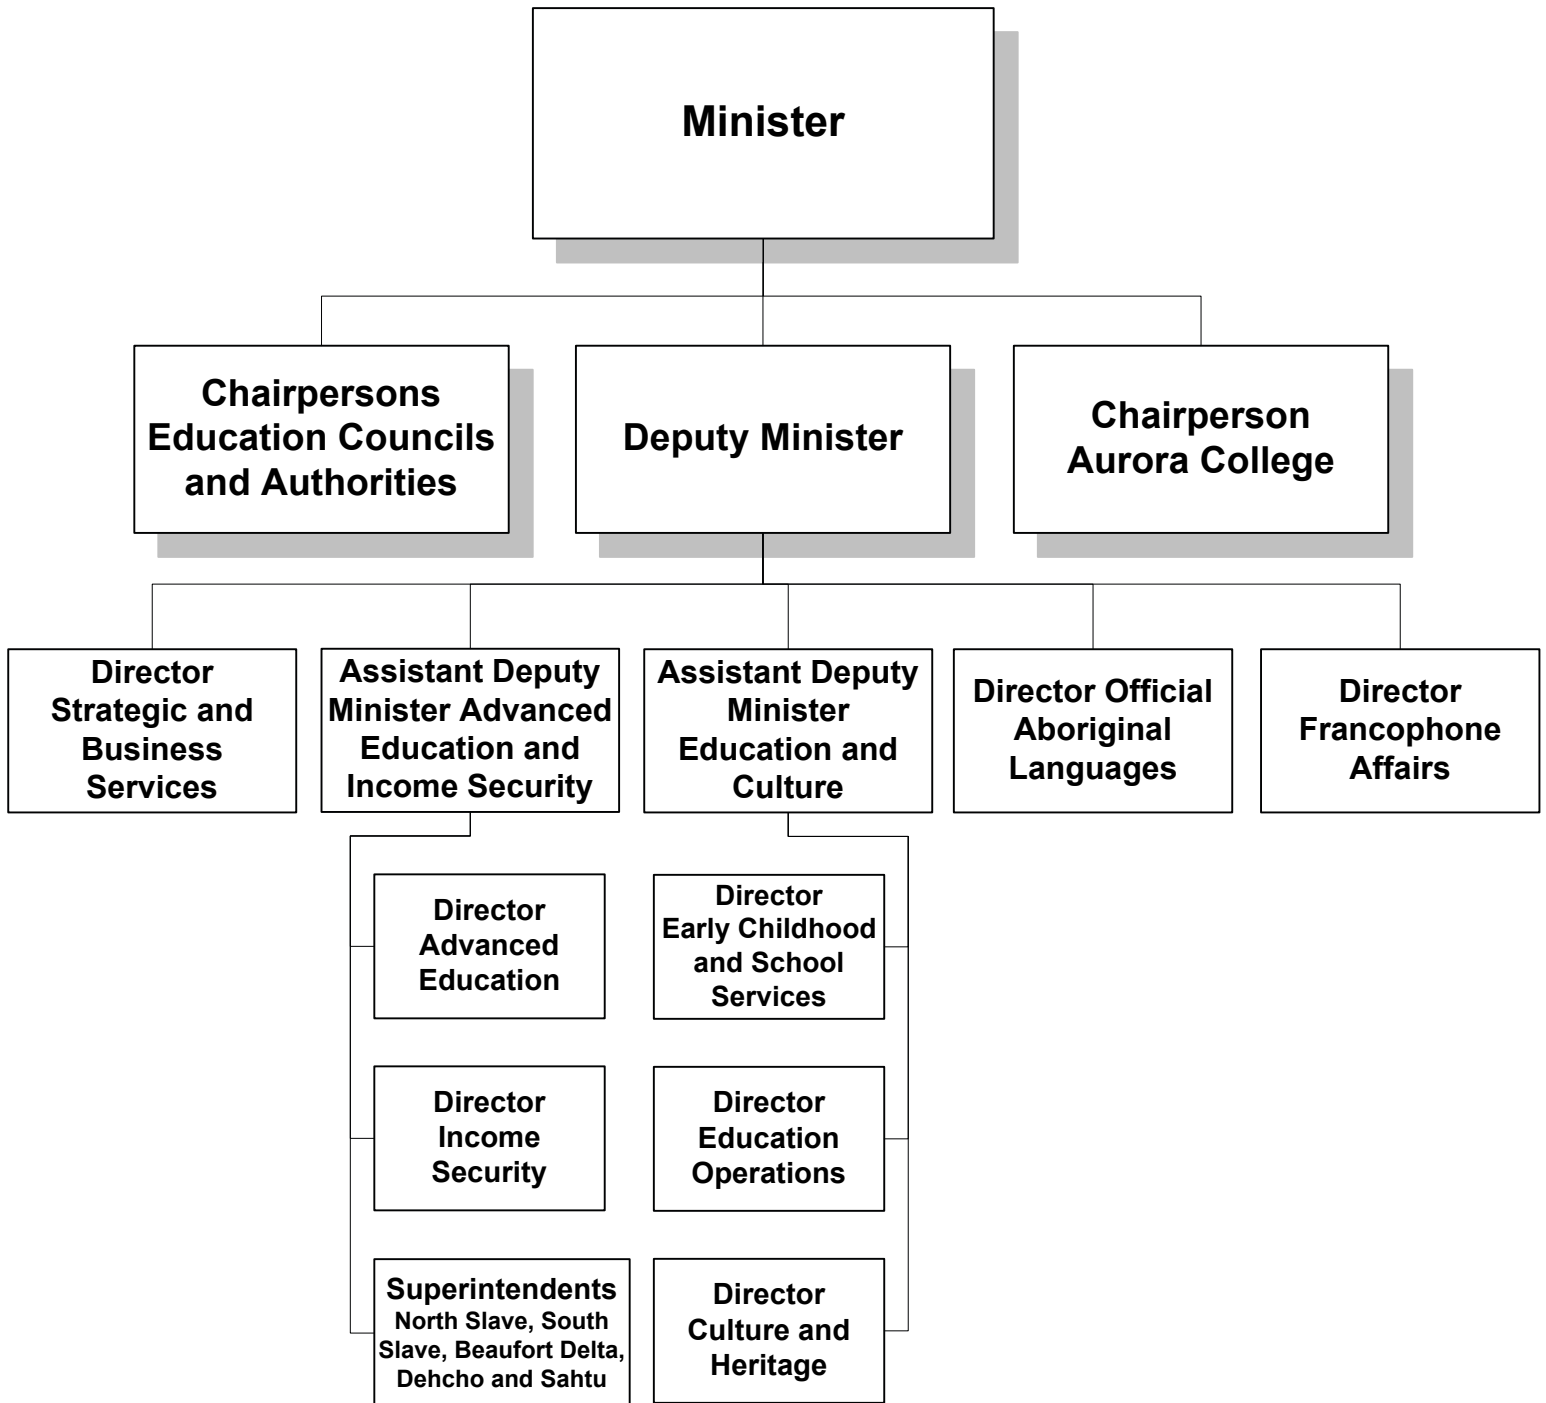 Minister
Chairpersons
Education Councils
and Authorities
Deputy Minister
Chairperson
Aurora College
Director
Strategic and
Business
Services
Assistant Deputy
Minister Advanced
Education and
Income Security
Assistant Deputy
Minister
Education and
Culture
Director Official
Aboriginal
Languages
Director
Francophone
Affairs
Director
Advanced
Education
Director
Income
Security
Superintendents
North Slave, South
Slave, Beaufort Delta,
Dehcho and Sahtu
Director
Early Childhood
and School
Services
Director
Education
Operations
Director
Culture and
Heritage